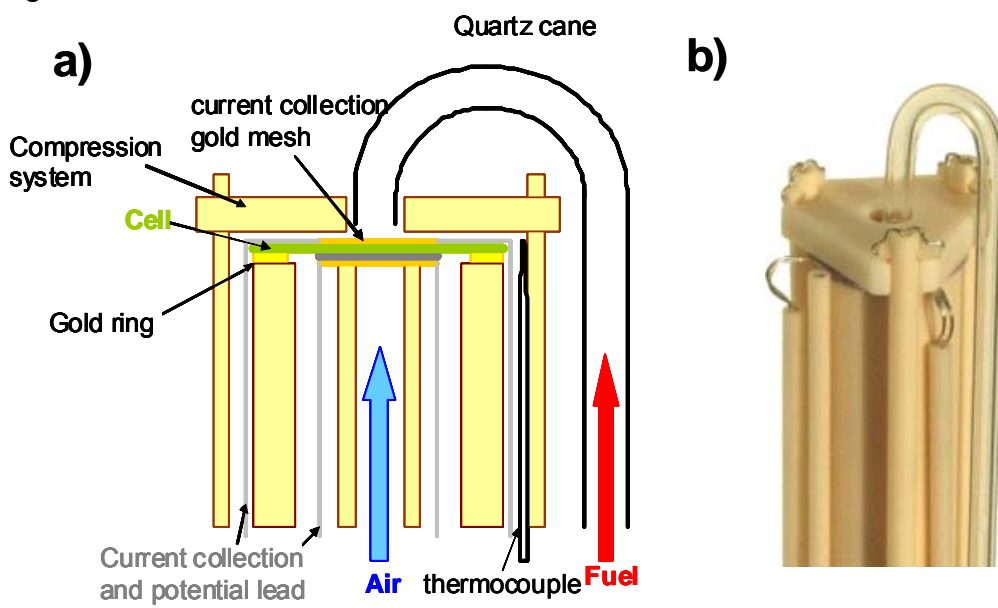 a)
Quartz cane
b)
current collection
gold mesh
Compression
system
Cell
Gold ring
Current collection
and potential lead
Air
thermocouple
Fuel